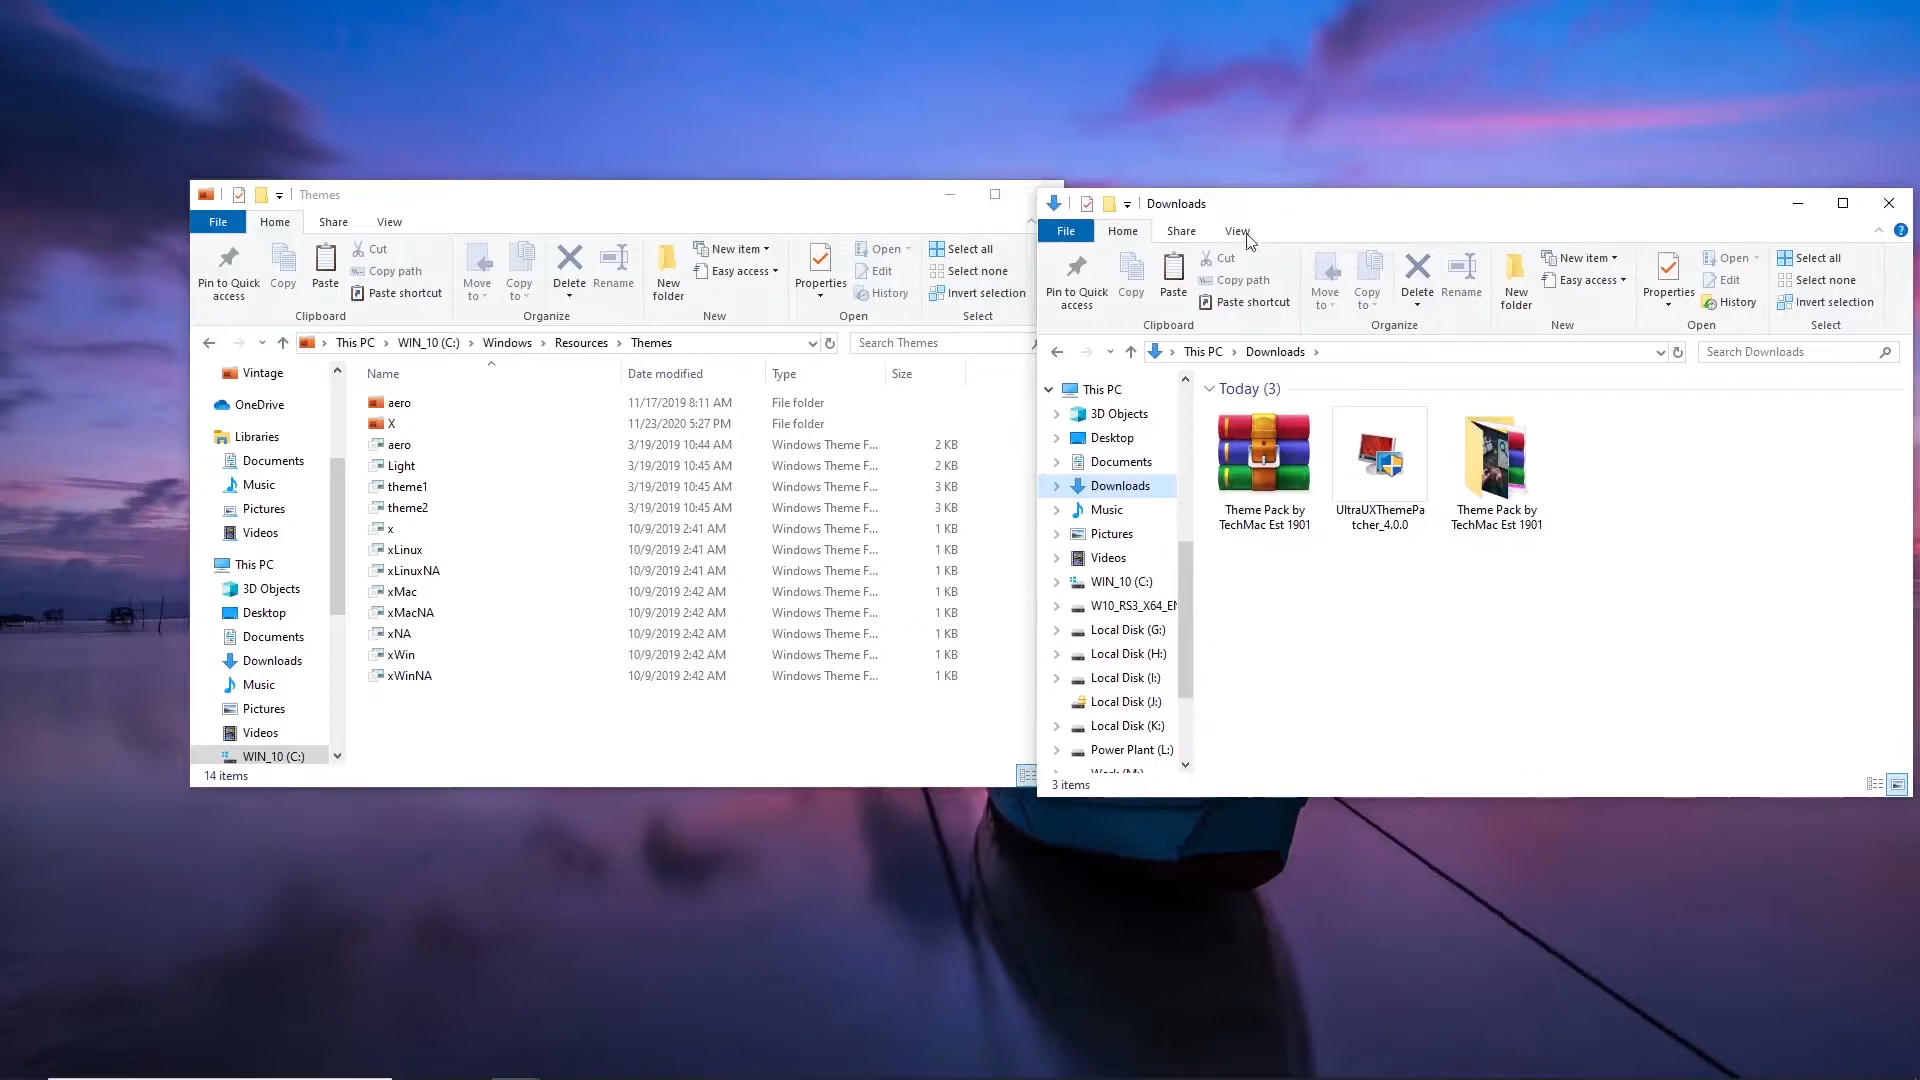 Themes
File Home Share View
Pin to Quick access
Copy
Paste
Cut
Copy path
Paste shortcut
Clipboard
Move to
Copy to
Delete
Rename
Organize
New folder
New item
Easy access
New
Properties
Open
Edit
History
Open
Select all
Select none
Invert selection
Select
This PC WIN_10 (C:) Windows Resources Themes
Search Themes
Vintage
OneDrive
Libraries
Documents
Music
Pictures
Videos
This PC
3D Objects
Desktop
Documents
Downloads
Music
Pictures
Videos
WIN_10 (C:)
Name Date modified Type Size
aero 11/17/2019 8:11 AM File folder
X 11/23/2020 5:27 PM File folder
aero 3/19/2019 10:44 AM Windows Theme F... 2 KB
Light 3/19/2019 10:45 AM Windows Theme F... 2 KB
theme1 3/19/2019 10:45 AM Windows Theme F... 3 KB
theme2 3/19/2019 10:45 AM Windows Theme F... 3 KB
x 10/9/2019 2:41 AM Windows Theme F... 1 KB
xLinux 10/9/2019 2:41 AM Windows Theme F... 1 KB
xLinuxNA 10/9/2019 2:41 AM Windows Theme F... 1 KB
xMac 10/9/2019 2:42 AM Windows Theme F... 1 KB
xMacNA 10/9/2019 2:42 AM Windows Theme F... 1 KB
xNA 10/9/2019 2:42 AM Windows Theme F... 1 KB
xWin 10/9/2019 2:42 AM Windows Theme F... 1 KB
xWinNA 10/9/2019 2:42 AM Windows Theme F... 1 KB
14 items
Downloads
File Home Share View
Pin to Quick access
Copy
Paste
Cut
Copy path
Paste shortcut
Clipboard
Move to
Copy to
Delete
Rename
Organize
New folder
New item
Easy access
New
Properties
Open
Edit
History
Open
Select all
Select none
Invert selection
Select
This PC Downloads
Search Downloads
This PC
3D Objects
Desktop
Documents
Downloads
Music
Pictures
Videos
WIN_10 (C:)
W10_RS3_X64_EN
Local Disk (G:)
Local Disk (H:)
Local Disk (I:)
Local Disk (J:)
Local Disk (K:)
Power Plant (L:)
Today (3)
Theme Pack by
TechMac Est 1901
UltraUXThemePa
tcher_4.0.0
Theme Pack by
TechMac Est 1901
3 items